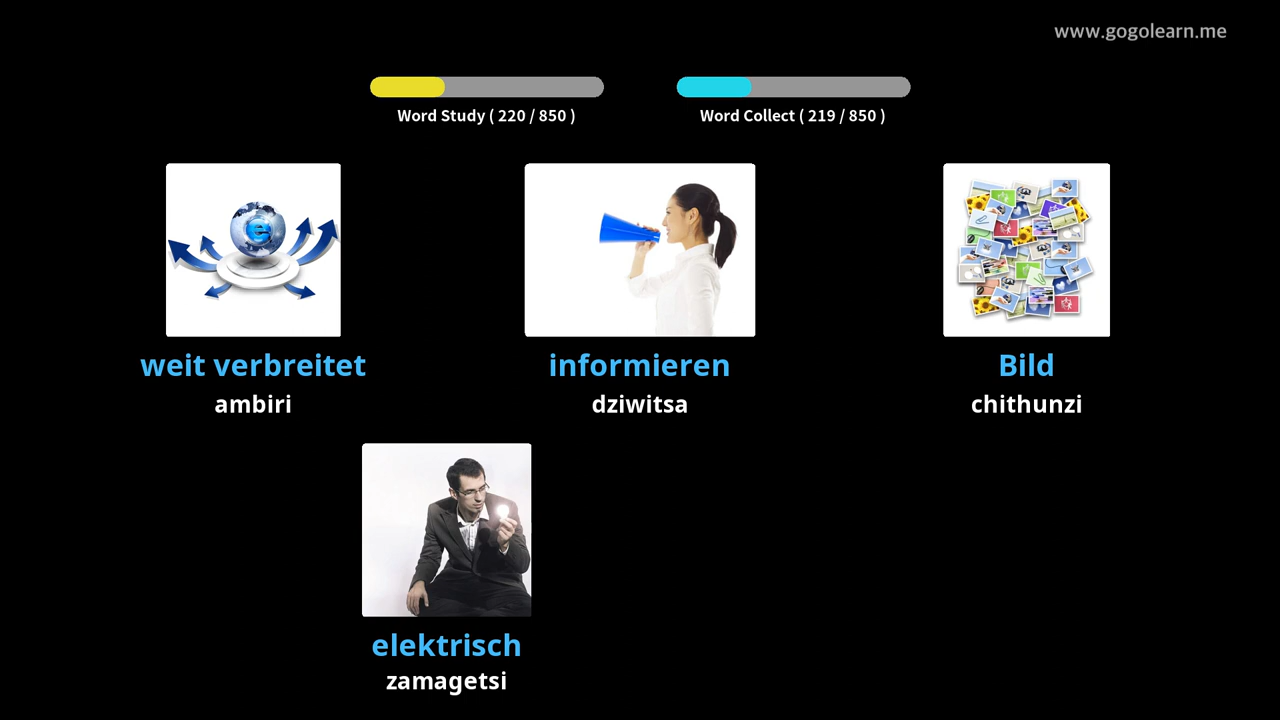 www.gogolearn.me
Word Study ( 220 / 850 )
Word Collect ( 219 / 850 )
weit verbreitet
ambiri
informieren
dziwitsa
Bild
chithunzi
elektrisch
zamagetsi